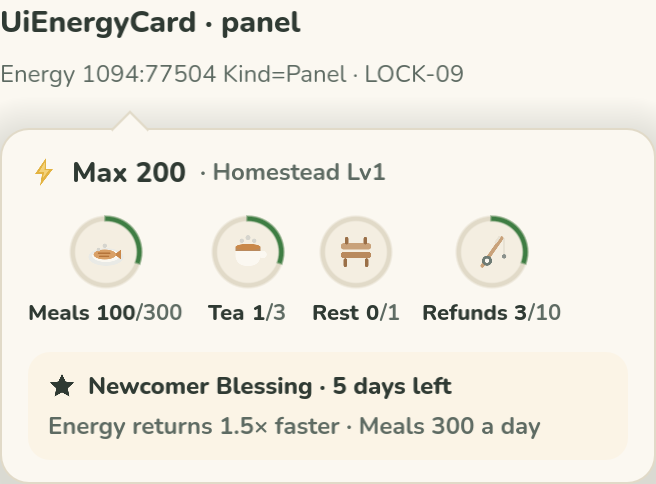 UiEnergyCard · panel
Energy 1094:77504 Kind=Panel · LOCK-09
Max 200 · Homestead Lv1
Meals 100/300 Tea 1/3 Rest 0/1 Refunds 3/10
Newcomer Blessing · 5 days left
Energy returns 1.5× faster · Meals 300 a day